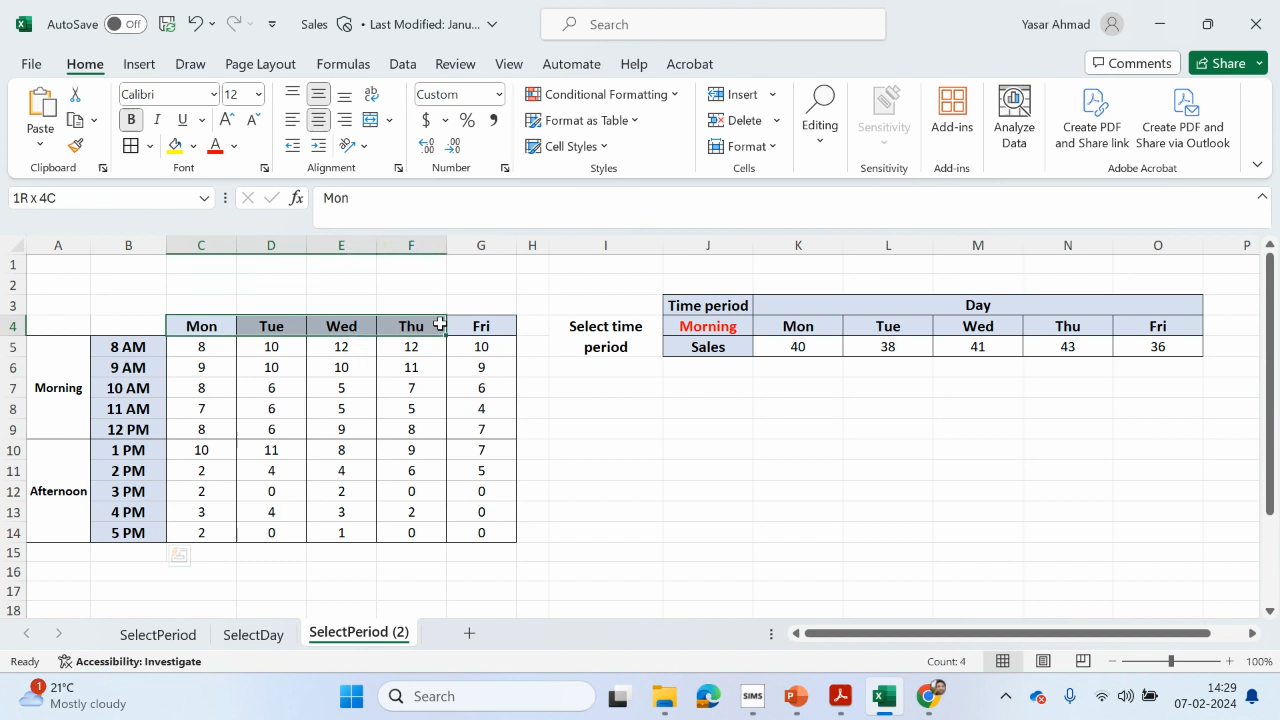 AutoSave Off Sales • Last Modified: Janu... Search Yasar Ahmad
File Home Insert Draw Page Layout Formulas Data Review View Automate Help Acrobat Comments Share
Paste Calibri 12 Custom Conditional Formatting Insert Editing Sensitivity Add-ins Analyze Data Create PDF and Share link Create PDF and Share via Outlook
B I U A A $ % 9 Format as Table Delete
A Cell Styles Format
Clipboard Font Alignment Number Styles Cells Sensitivity Add-ins Adobe Acrobat
1R x 4C fx Mon
A B C D E F G H I J K L M N O P
1
2
3 Time period Day
4 Mon Tue Wed Thu Fri Select time period Morning Mon Tue Wed Thu Fri
5 8 AM 8 10 12 12 10 Sales 40 38 41 43 36
6 9 AM 9 10 10 11 9
7 Morning 10 AM 8 6 5 7 6
8 11 AM 7 6 5 5 4
9 12 PM 8 6 9 8 7
10 1 PM 10 11 8 9 7
11 2 PM 2 4 4 6 5
12 Afternoon 3 PM 2 0 2 0 0
13 4 PM 3 4 3 2 0
14 5 PM 2 0 1 0 0
15
16
17
18
SelectPeriod SelectDay SelectPeriod (2)
Ready Accessibility: Investigate Count: 4 100%
1 21°C Search SIMS 14:29
Mostly cloudy 07-02-2024